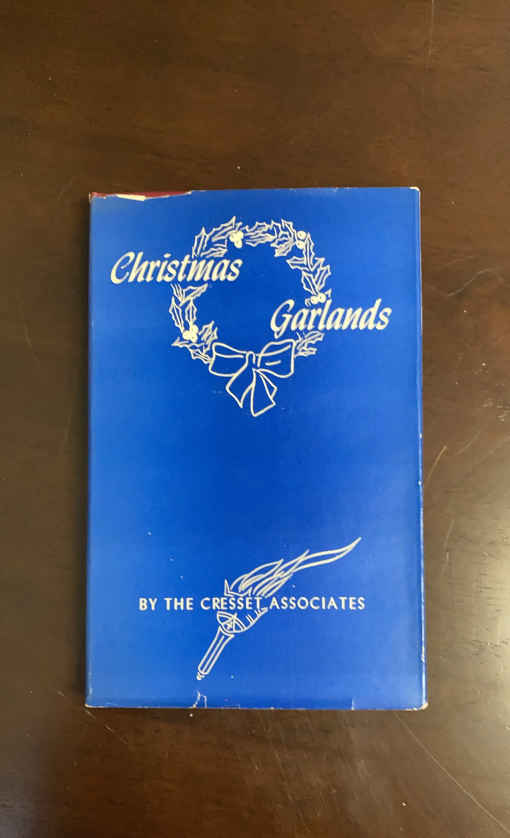 Christmas
Garlands
BY THE CRESSET ASSOCIATES